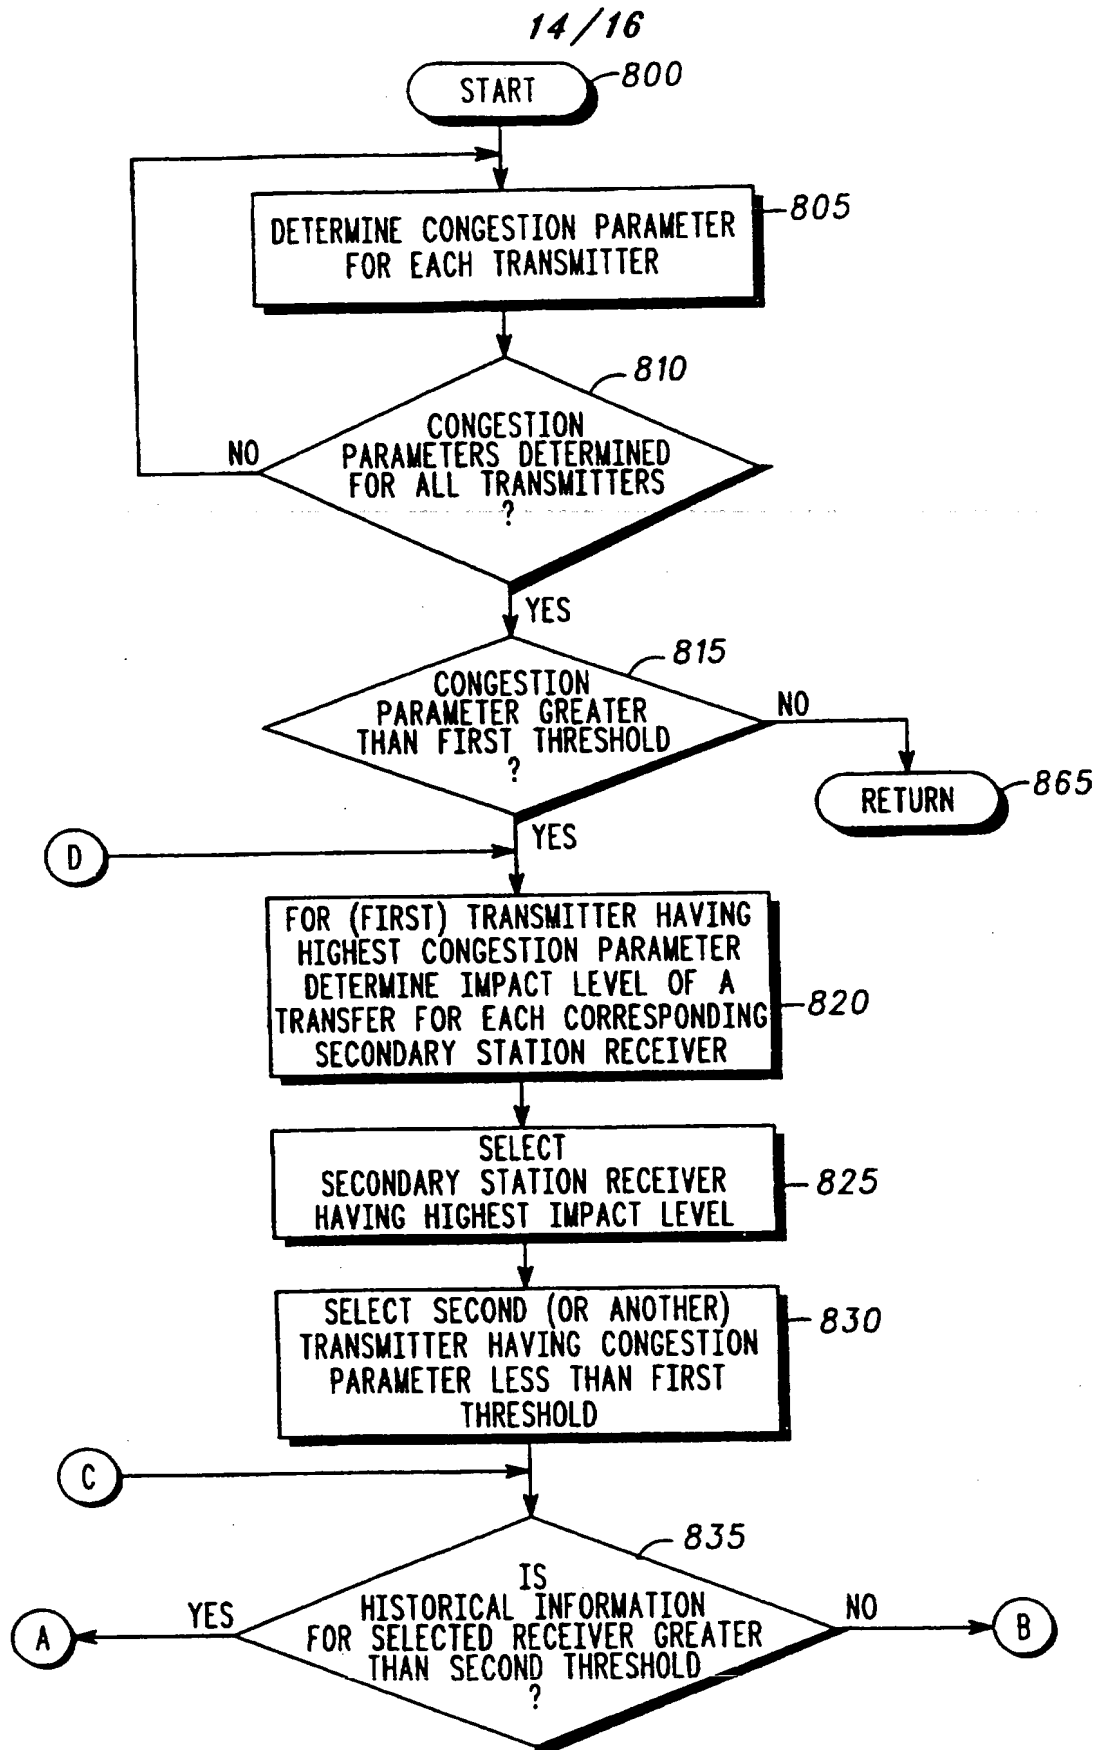 14/16
START
800
DETERMINE CONGESTION PARAMETER
FOR EACH TRANSMITTER
805
810
CONGESTION
PARAMETERS DETERMINED
FOR ALL TRANSMITTERS
?
NO
YES
815
CONGESTION
PARAMETER GREATER
THAN FIRST THRESHOLD
?
NO
RETURN
865
YES
D
FOR (FIRST) TRANSMITTER HAVING
HIGHEST CONGESTION PARAMETER
DETERMINE IMPACT LEVEL OF A
TRANSFER FOR EACH CORRESPONDING
SECONDARY STATION RECEIVER
820
SELECT
SECONDARY STATION RECEIVER
HAVING HIGHEST IMPACT LEVEL
825
SELECT SECOND (OR ANOTHER)
TRANSMITTER HAVING CONGESTION
PARAMETER LESS THAN FIRST
THRESHOLD
830
C
835
IS
HISTORICAL INFORMATION
FOR SELECTED RECEIVER GREATER
THAN SECOND THRESHOLD
?
YES
A
NO
B